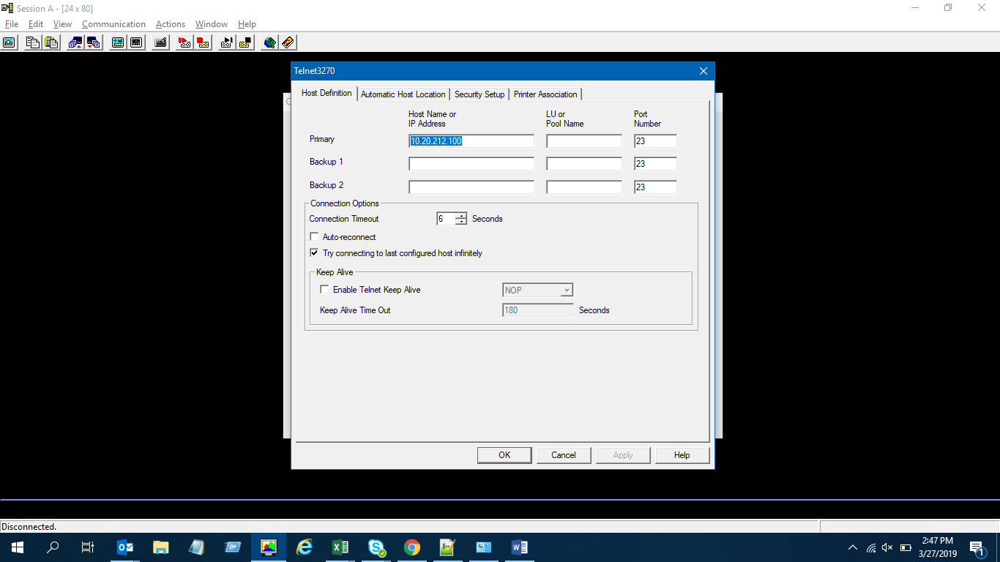 Session A - [24 x 80]
File Edit View Communication Actions Window Help
Telnet3270
Host Definition Automatic Host Location Security Setup Printer Association
Host Name or LU or Port
IP Address Pool Name Number
Primary 10.20.212.100 23
Backup 1 23
Backup 2 23
Connection Options
Connection Timeout 6 Seconds
Auto-reconnect
Try connecting to last configured host infinitely
Keep Alive
Enable Telnet Keep Alive NOP
Keep Alive Time Out 180 Seconds
OK Cancel Apply Help
Disconnected.
2:47 PM
3/27/2019
1